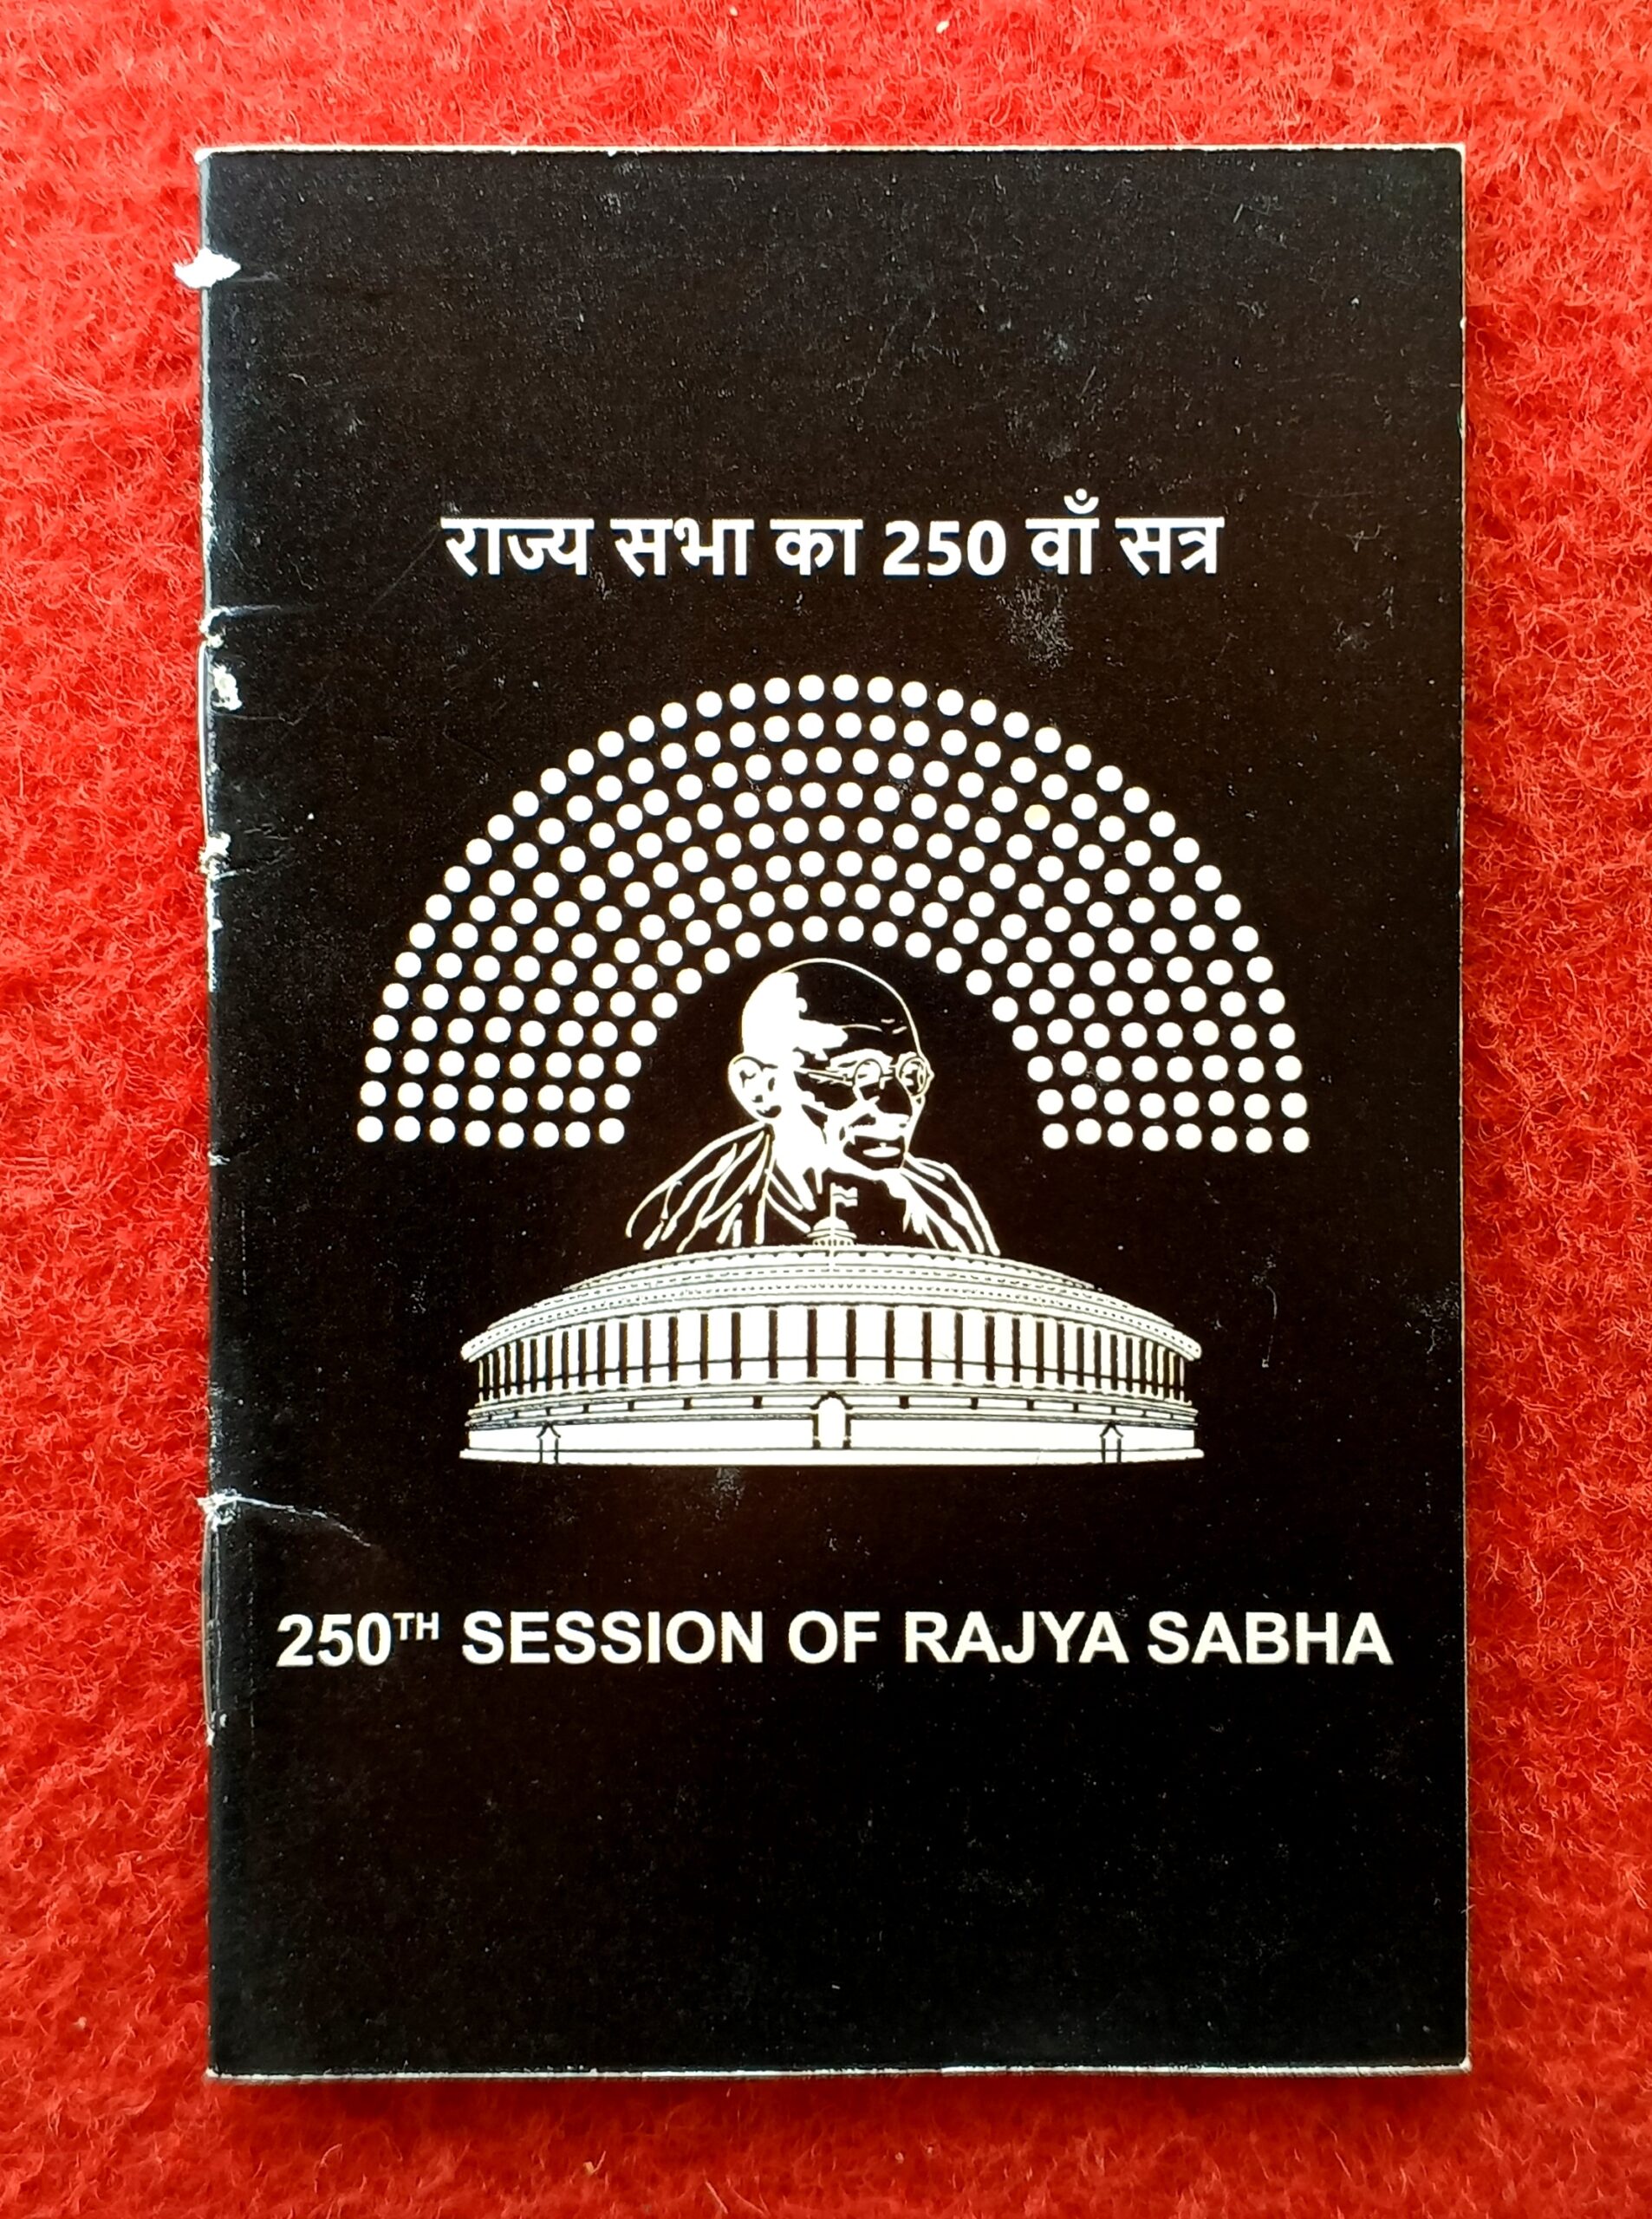 राज्य सभा का 250 वाँ सत्र
250TH SESSION OF RAJYA SABHA